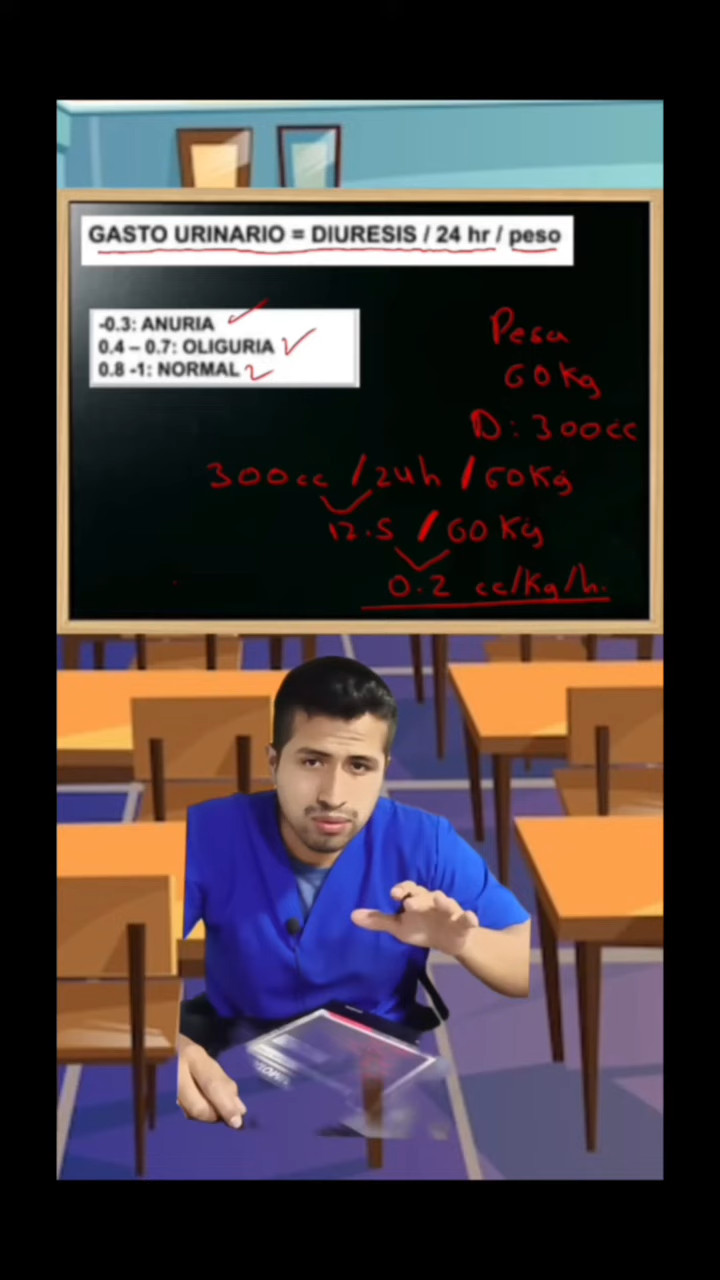 GASTO URINARIO = DIURESIS / 24 hr / peso
-0.3: ANURIA
0.4 – 0.7: OLIGURIA
0.8 -1: NORMAL
Pesa
60Kg
D: 300cc
300cc /24h /60Kg
12.5 / 60 Kg
0.2 cc/Kg/h.